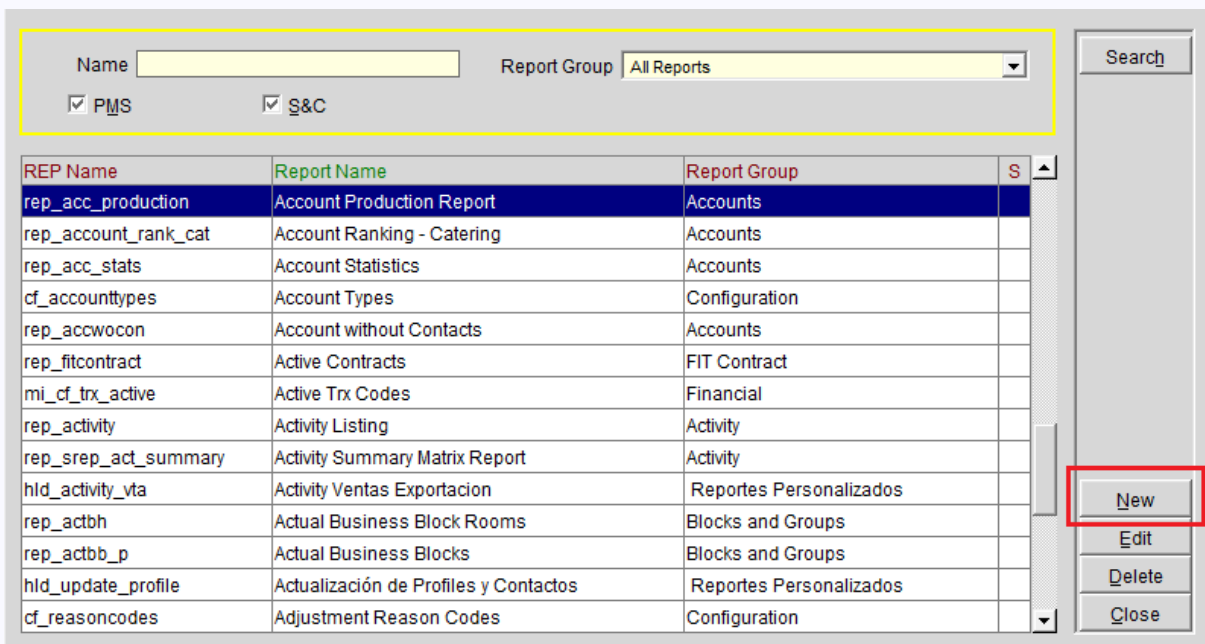 Name Report Group All Reports Search
PMS S&C
REP Name Report Name Report Group S
rep_acc_production Account Production Report Accounts
rep_account_rank_cat Account Ranking - Catering Accounts
rep_acc_stats Account Statistics Accounts
cf_accounttypes Account Types Configuration
rep_accwocon Account without Contacts Accounts
rep_fitcontract Active Contracts FIT Contract
mi_cf_trx_active Active Trx Codes Financial
rep_activity Activity Listing Activity
rep_srep_act_summary Activity Summary Matrix Report Activity
hld_activity_vta Activity Ventas Exportacion Reportes Personalizados
rep_actbh Actual Business Block Rooms Blocks and Groups
rep_actbb_p Actual Business Blocks Blocks and Groups
hld_update_profile Actualización de Profiles y Contactos Reportes Personalizados
cf_reasoncodes Adjustment Reason Codes Configuration
New
Edit
Delete
Close